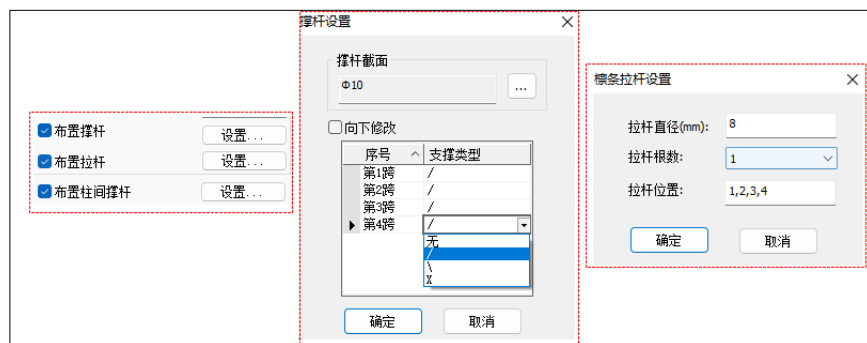 布置撑杆 设置...
布置拉杆 设置...
布置柱间撑杆 设置...
撑杆设置
撑杆截面
Φ10 ...
向下修改
序号 支撑类型
第1跨 /
第2跨 /
第3跨 /
第4跨 /
无
/
\
X
确定 取消
檩条拉杆设置
拉杆直径(mm): 8
拉杆根数: 1
拉杆位置: 1,2,3,4
确定 取消